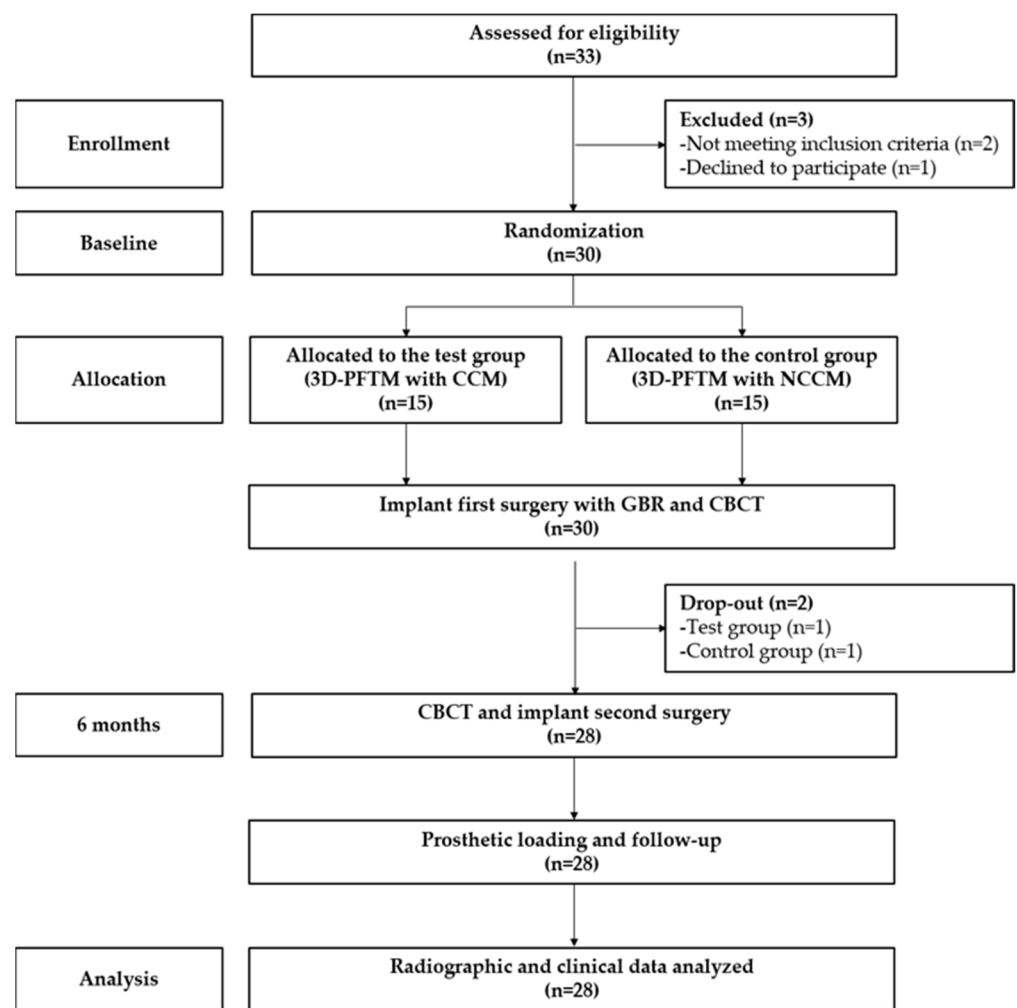 Assessed for eligibility
(n=33)
Enrollment
Excluded (n=3)
-Not meeting inclusion criteria (n=2)
-Declined to participate (n=1)
Baseline
Randomization
(n=30)
Allocation
Allocated to the test group
(3D-PFTM with CCM)
(n=15)
Allocated to the control group
(3D-PFTM with NCCM)
(n=15)
Implant first surgery with GBR and CBCT
(n=30)
Drop-out (n=2)
-Test group (n=1)
-Control group (n=1)
6 months
CBCT and implant second surgery
(n=28)
Prosthetic loading and follow-up
(n=28)
Analysis
Radiographic and clinical data analyzed
(n=28)